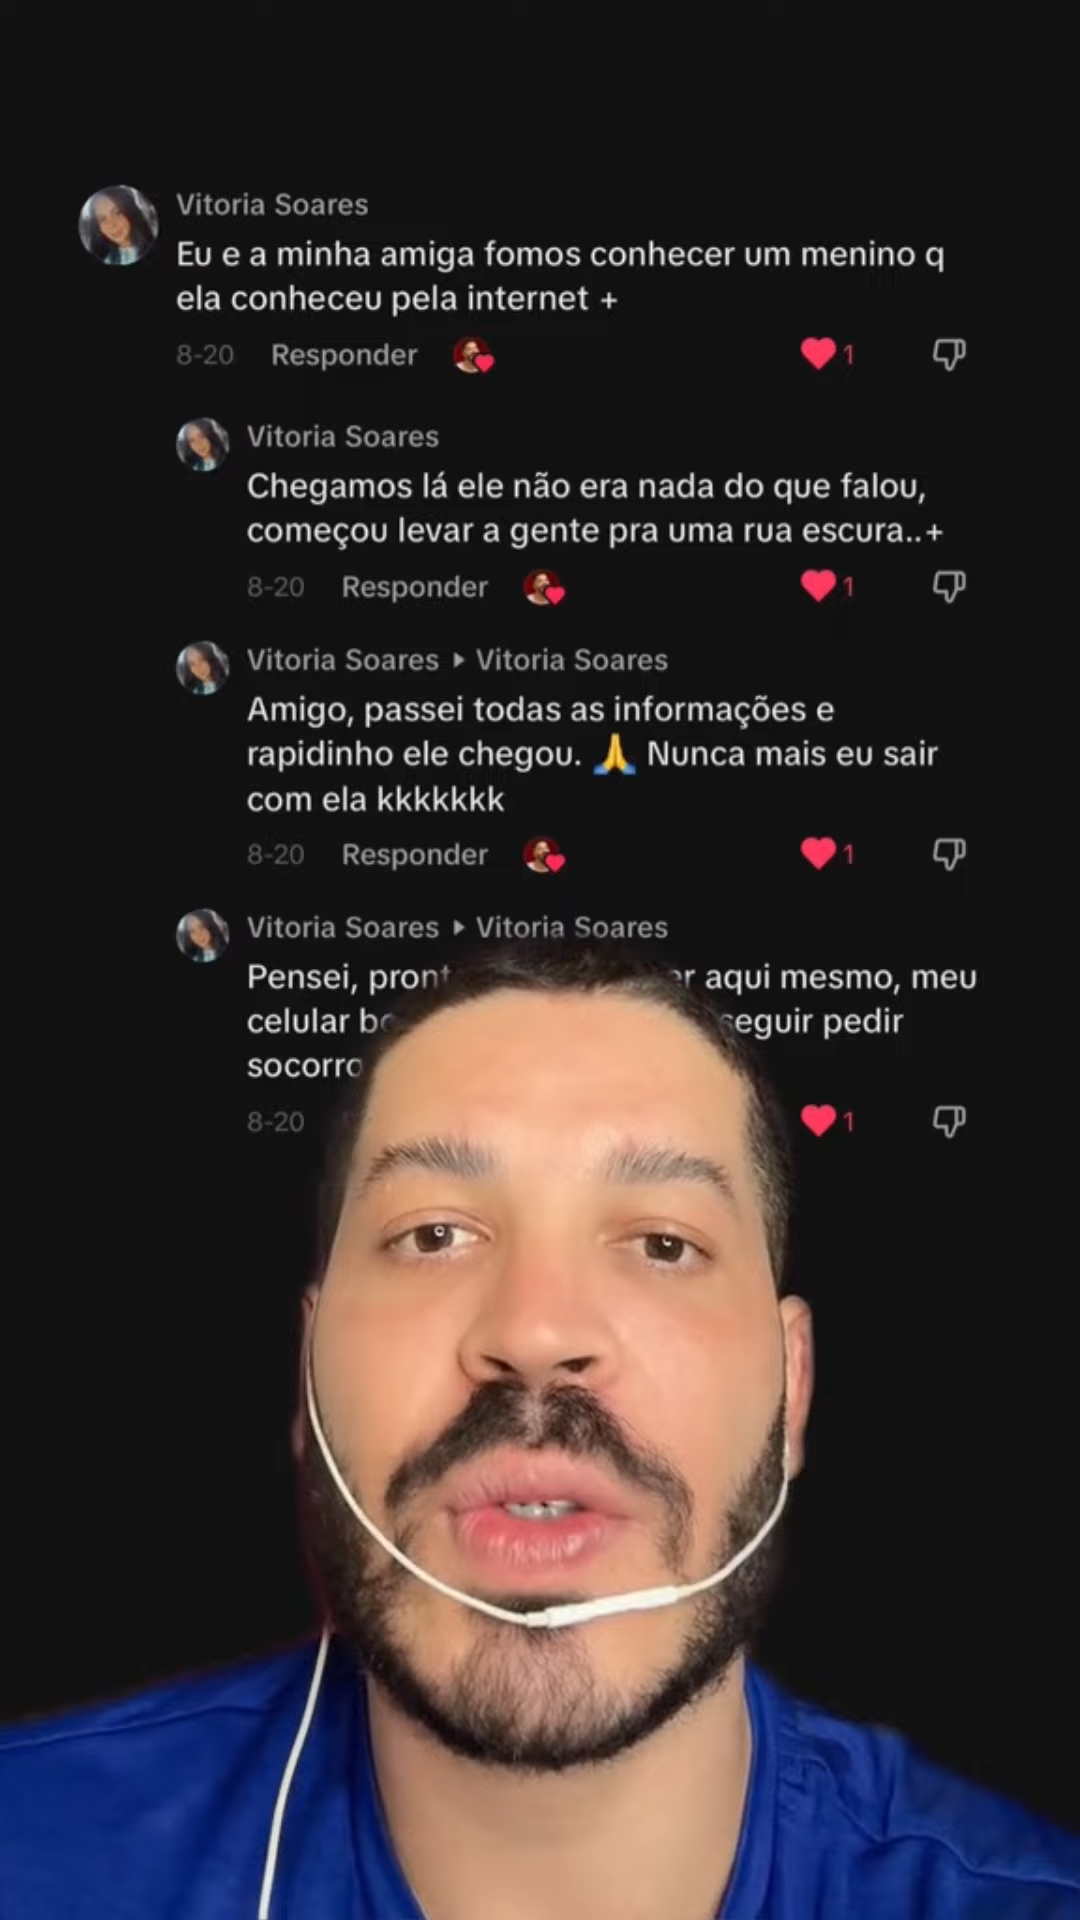 Vitoria Soares
Eu e a minha amiga fomos conhecer um menino q
ela conheceu pela internet +
8-20 Responder 1
Vitoria Soares
Chegamos lá ele não era nada do que falou,
começou levar a gente pra uma rua escura..+
8-20 Responder 1
Vitoria Soares ▸ Vitoria Soares
Amigo, passei todas as informações e
rapidinho ele chegou. 🙏 Nunca mais eu sair
com ela kkkkkkk
8-20 Responder 1
Vitoria Soares ▸ Vitoria Soares
Pensei, aqui mesmo, meu
celular pedir
8-20 1